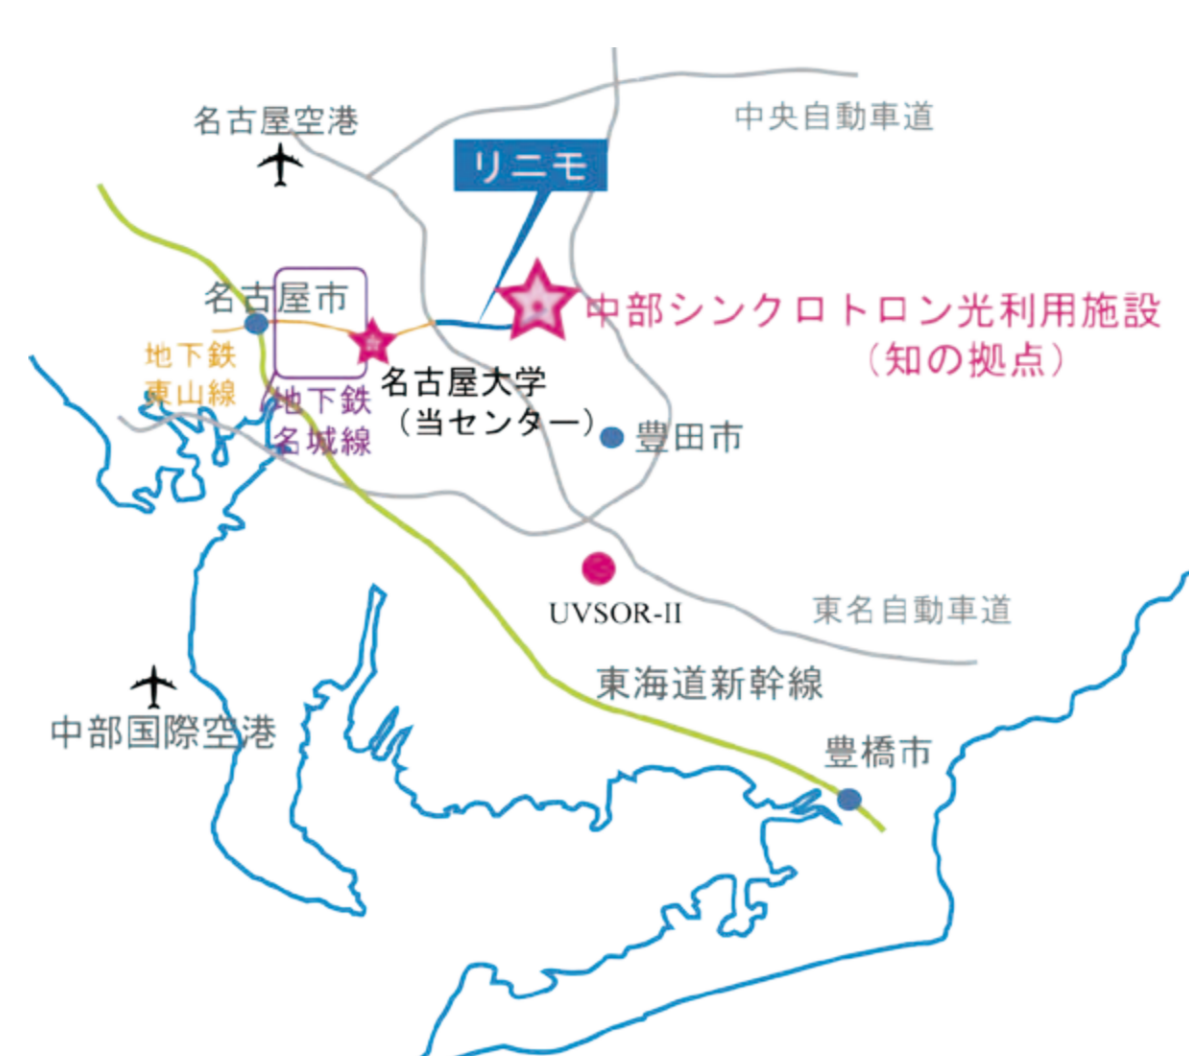 名古屋空港
中央自動車道
リニモ
名古屋市
中部シンクロトロン光利用施設
（知の拠点）
地下鉄
東山線
地下鉄
名城線
名古屋大学
（当センター）
豊田市
UVSOR-II
東名自動車道
東海道新幹線
中部国際空港
豊橋市